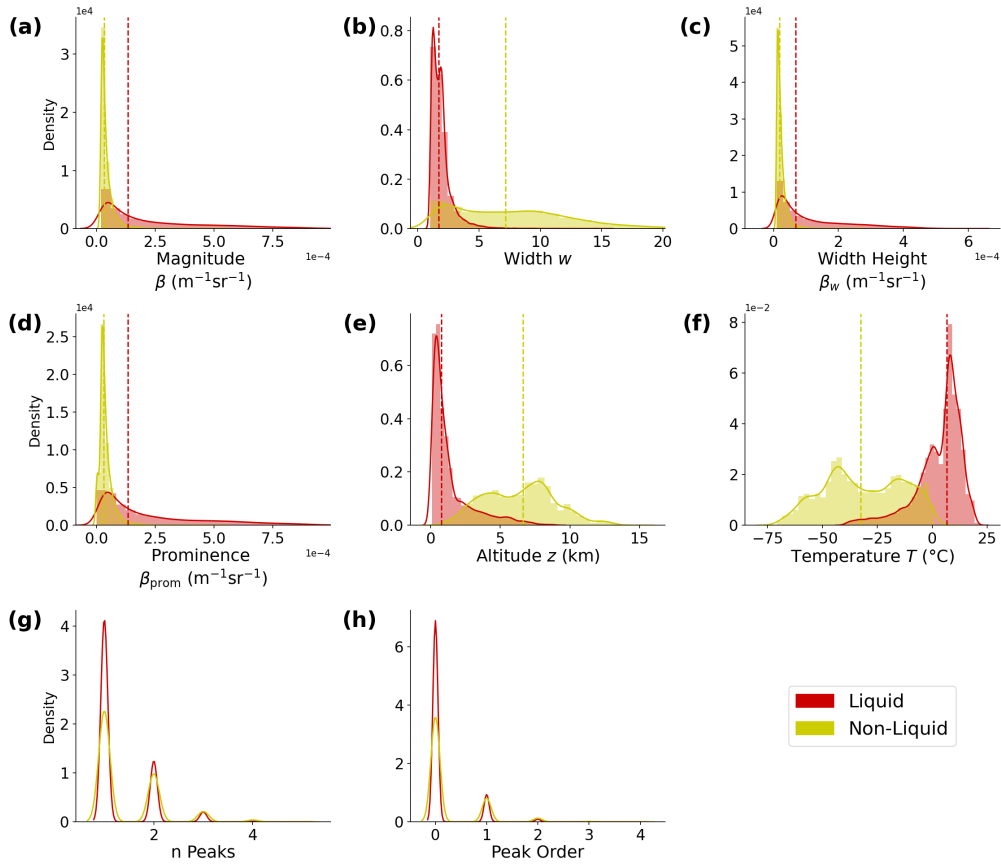 (a)
1e4
3
2
1
0
Density
0.0
2.5
5.0
7.5
1e−4
Magnitude
β (m⁻¹sr⁻¹)
(b)
0.8
0.6
0.4
0.2
0.0
0
5
10
15
20
Width w
(c)
1e4
5
4
3
2
1
0
0
2
4
6
1e−4
Width Height
β_w (m⁻¹sr⁻¹)
(d)
1e4
2.5
2.0
1.5
1.0
0.5
0.0
Density
0.0
2.5
5.0
7.5
1e−4
Prominence
β_prom (m⁻¹sr⁻¹)
(e)
0.6
0.4
0.2
0.0
0
5
10
15
Altitude z (km)
(f)
1e−2
8
6
4
2
0
−75
−50
−25
0
25
Temperature T (°C)
(g)
4
3
2
1
0
Density
2
4
n Peaks
(h)
6
4
2
0
0
1
2
3
4
Peak Order
Liquid
Non-Liquid